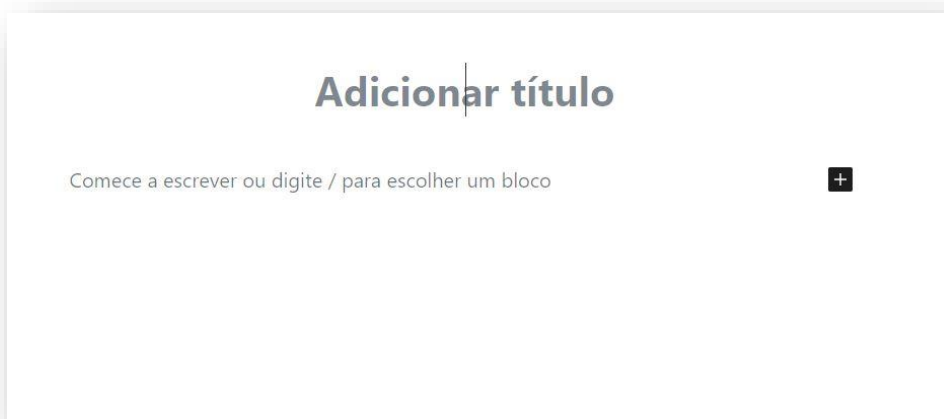 Adicionar título
Comece a escrever ou digite / para escolher um bloco